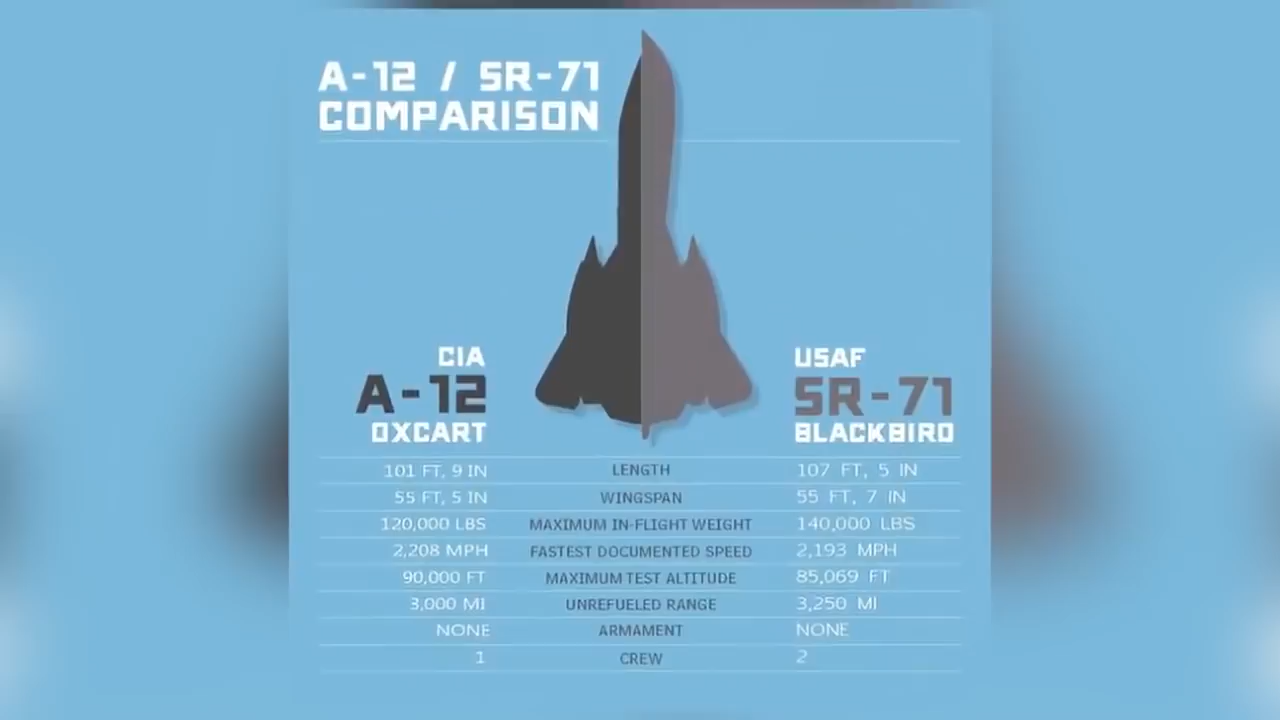 A-12 / SR-71
COMPARISON
CIA
A-12
OXCART
USAF
SR-71
BLACKBIRD
101 FT, 9 IN LENGTH 107 FT, 5 IN
55 FT, 5 IN WINGSPAN 55 FT, 7 IN
120,000 LBS MAXIMUM IN-FLIGHT WEIGHT 140,000 LBS
2,208 MPH FASTEST DOCUMENTED SPEED 2,193 MPH
90,000 FT MAXIMUM TEST ALTITUDE 85,069 FT
3,000 MI UNREFUELED RANGE 3,250 MI
NONE ARMAMENT NONE
1 CREW 2